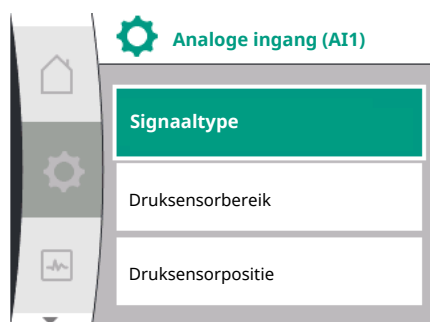 Analoge ingang (AI1)
Signaaltype
Druksensorbereik
Druksensorpositie